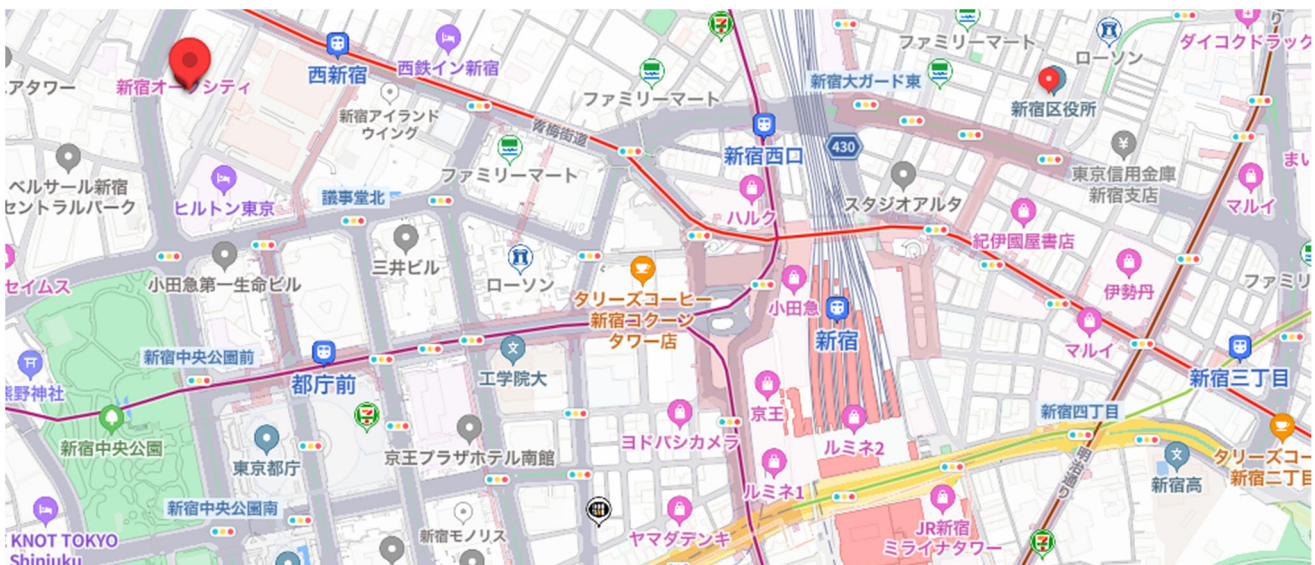 ファミリーマート
ローソン
ダイコクドラッグ
西新宿
西鉄イン新宿
新宿大ガード東
新宿オークシティ
アタワー
新宿アイランド
ウイング
ファミリーマート
新宿区役所
青梅街道
新宿西口
430
東京信用金庫
新宿支店
まい
ベルサール新宿
セントラルパーク
ヒルトン東京
議事堂北
ファミリーマート
ハルク
スタジオアルタ
マルイ
三井ビル
紀伊國屋書店
セイムス
小田急第一生命ビル
ローソン
タリーズコーヒー
新宿コクーン
タワー店
小田急
新宿
伊勢丹
ファミリ
新宿中央公園前
都庁前
工学院大
マルイ
新宿三丁目
熊野神社
新宿中央公園
東京都庁
京王プラザホテル南館
ヨドバシカメラ
京王
ルミネ2
新宿四丁目
明治通り
新宿高
タリーズコー
新宿二丁目
新宿中央公園南
ルミネ1
KNOT TOKYO
Shinjuku
新宿モノリス
ヤマダデンキ
JR新宿
ミライナタワー